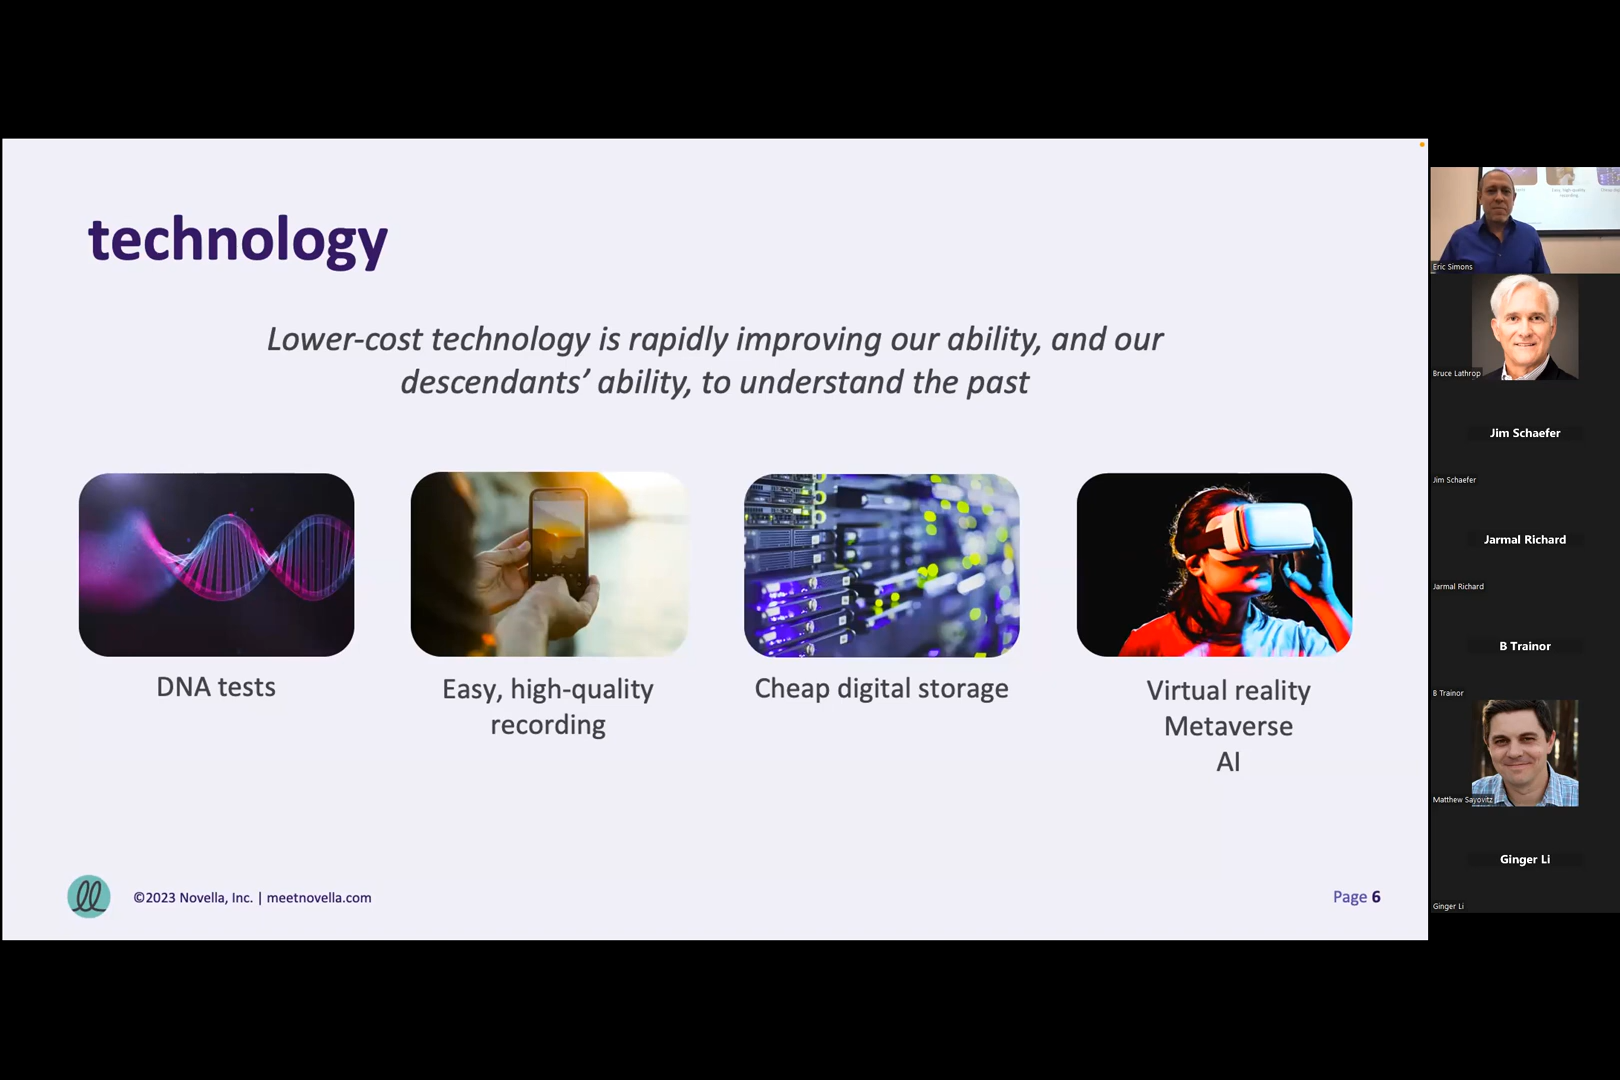 technology
Lower-cost technology is rapidly improving our ability, and our
descendants’ ability, to understand the past
DNA tests
Easy, high-quality
recording
Cheap digital storage
Virtual reality
Metaverse
AI
©2023 Novella, Inc. | meetnovella.com
Page 6
Eric Simons
Bruce Lathrop
Jim Schaefer
Jim Schaefer
Jarmal Richard
Jarmal Richard
B Trainor
B Trainor
Matthew Sayovitz
Ginger Li
Ginger Li